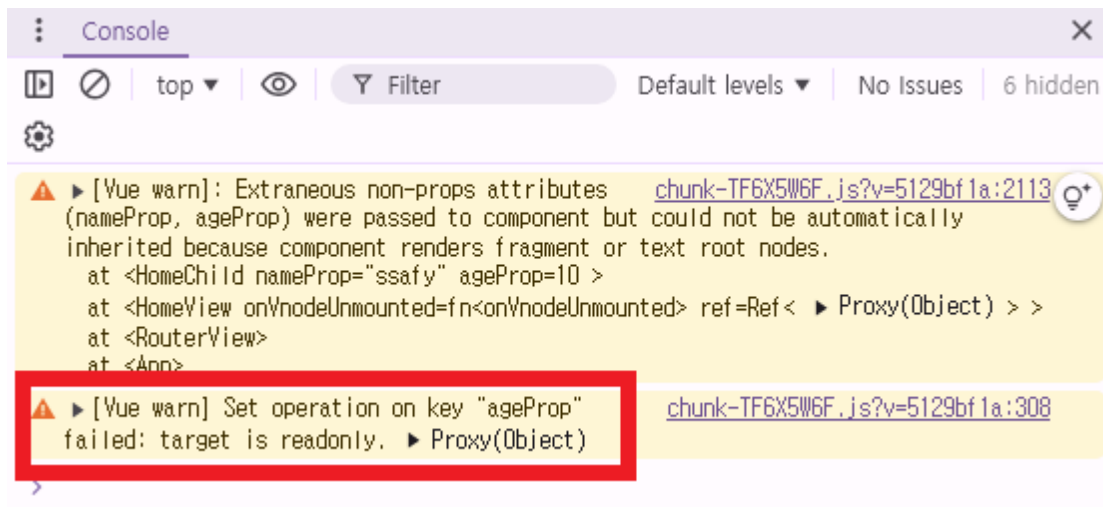 Console
top ▼ Filter Default levels ▼ No Issues 6 hidden
▶ [Vue warn]: Extraneous non-props attributes chunk-TF6X5W6F.js?v=5129bf1a:2113
(nameProp, ageProp) were passed to component but could not be automatically
inherited because component renders fragment or text root nodes.
at <HomeChild nameProp="ssafy" ageProp=10 >
at <HomeView onVnodeUnmounted=fn<onVnodeUnmounted> ref=Ref< ▶ Proxy(Object) > >
at <RouterView>
at <App>
▶ [Vue warn] Set operation on key "ageProp" chunk-TF6X5W6F.js?v=5129bf1a:308
failed: target is readonly. ▶ Proxy(Object)
>